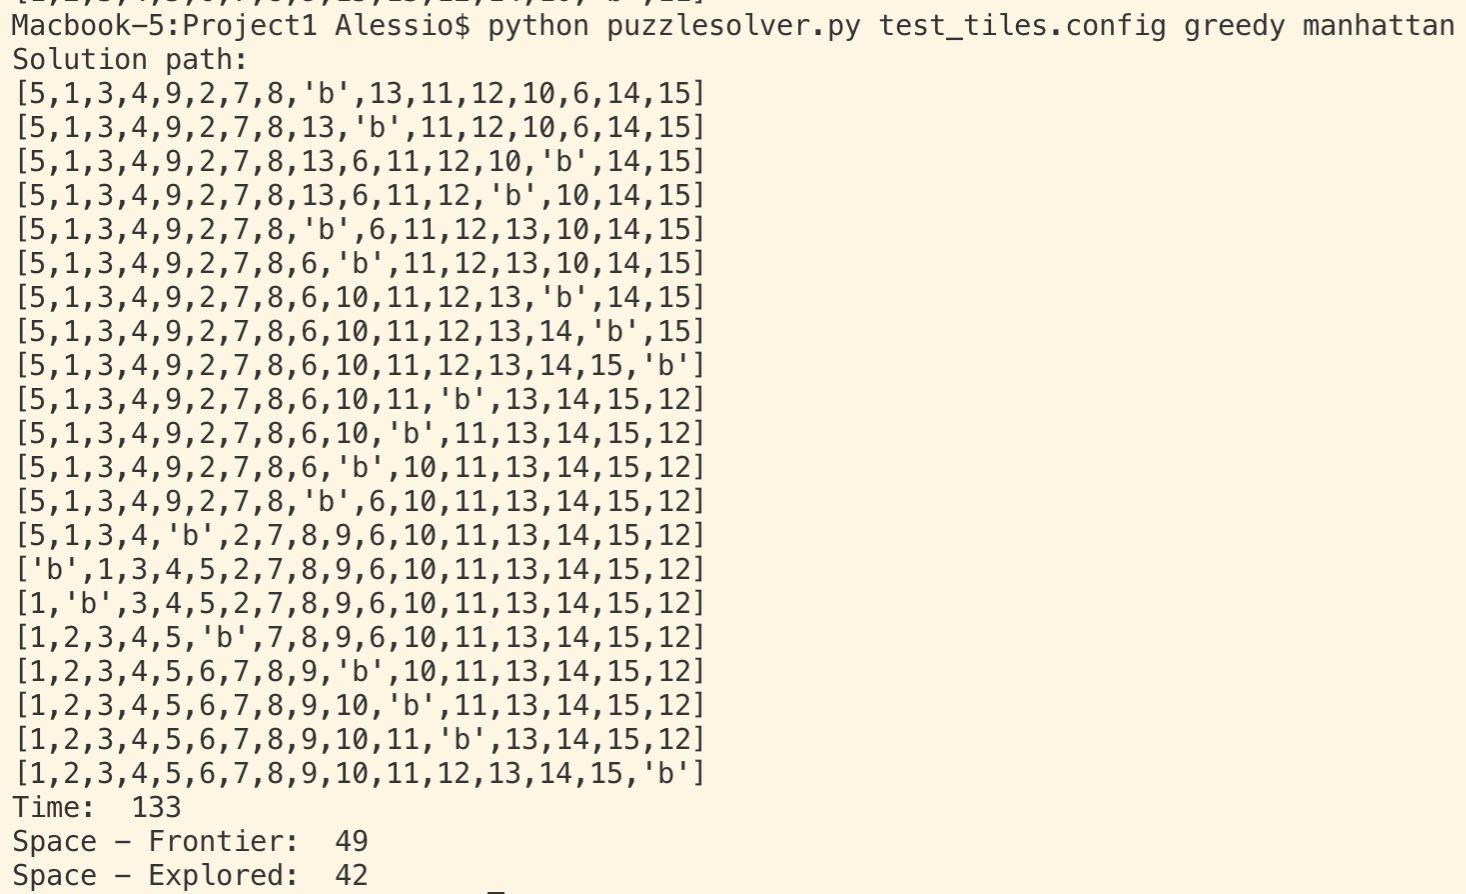 Macbook-5:Project1 Alessio$ python puzzlesolver.py test_tiles.config greedy manhattan
Solution path:
[5,1,3,4,9,2,7,8,'b',13,11,12,10,6,14,15]
[5,1,3,4,9,2,7,8,13,'b',11,12,10,6,14,15]
[5,1,3,4,9,2,7,8,13,6,11,12,10,'b',14,15]
[5,1,3,4,9,2,7,8,13,6,11,12,'b',10,14,15]
[5,1,3,4,9,2,7,8,'b',6,11,12,13,10,14,15]
[5,1,3,4,9,2,7,8,6,'b',11,12,13,10,14,15]
[5,1,3,4,9,2,7,8,6,10,11,12,13,'b',14,15]
[5,1,3,4,9,2,7,8,6,10,11,12,13,14,'b',15]
[5,1,3,4,9,2,7,8,6,10,11,12,13,14,15,'b']
[5,1,3,4,9,2,7,8,6,10,11,'b',13,14,15,12]
[5,1,3,4,9,2,7,8,6,10,'b',11,13,14,15,12]
[5,1,3,4,9,2,7,8,6,'b',10,11,13,14,15,12]
[5,1,3,4,9,2,7,8,'b',6,10,11,13,14,15,12]
[5,1,3,4,'b',2,7,8,9,6,10,11,13,14,15,12]
['b',1,3,4,5,2,7,8,9,6,10,11,13,14,15,12]
[1,'b',3,4,5,2,7,8,9,6,10,11,13,14,15,12]
[1,2,3,4,5,'b',7,8,9,6,10,11,13,14,15,12]
[1,2,3,4,5,6,7,8,9,'b',10,11,13,14,15,12]
[1,2,3,4,5,6,7,8,9,10,'b',11,13,14,15,12]
[1,2,3,4,5,6,7,8,9,10,11,'b',13,14,15,12]
[1,2,3,4,5,6,7,8,9,10,11,12,13,14,15,'b']
Time:  133
Space – Frontier:  49
Space – Explored:  42